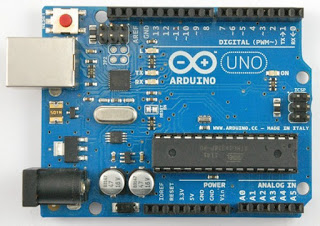 AREF
GND
13
12
~11
~10
~9
8
7
~6
~5
~4
~3
2
TX→1
RX←0
DIGITAL (PWM~)
L
TX
RX
UNO
ARDUINO
ON
ICSP
WWW.ARDUINO.CC - MADE IN ITALY
POWER
ANALOG IN
IOREF
RESET
3.3V
5V
GND
Vin
A0
A1
A2
A3
A4
A5